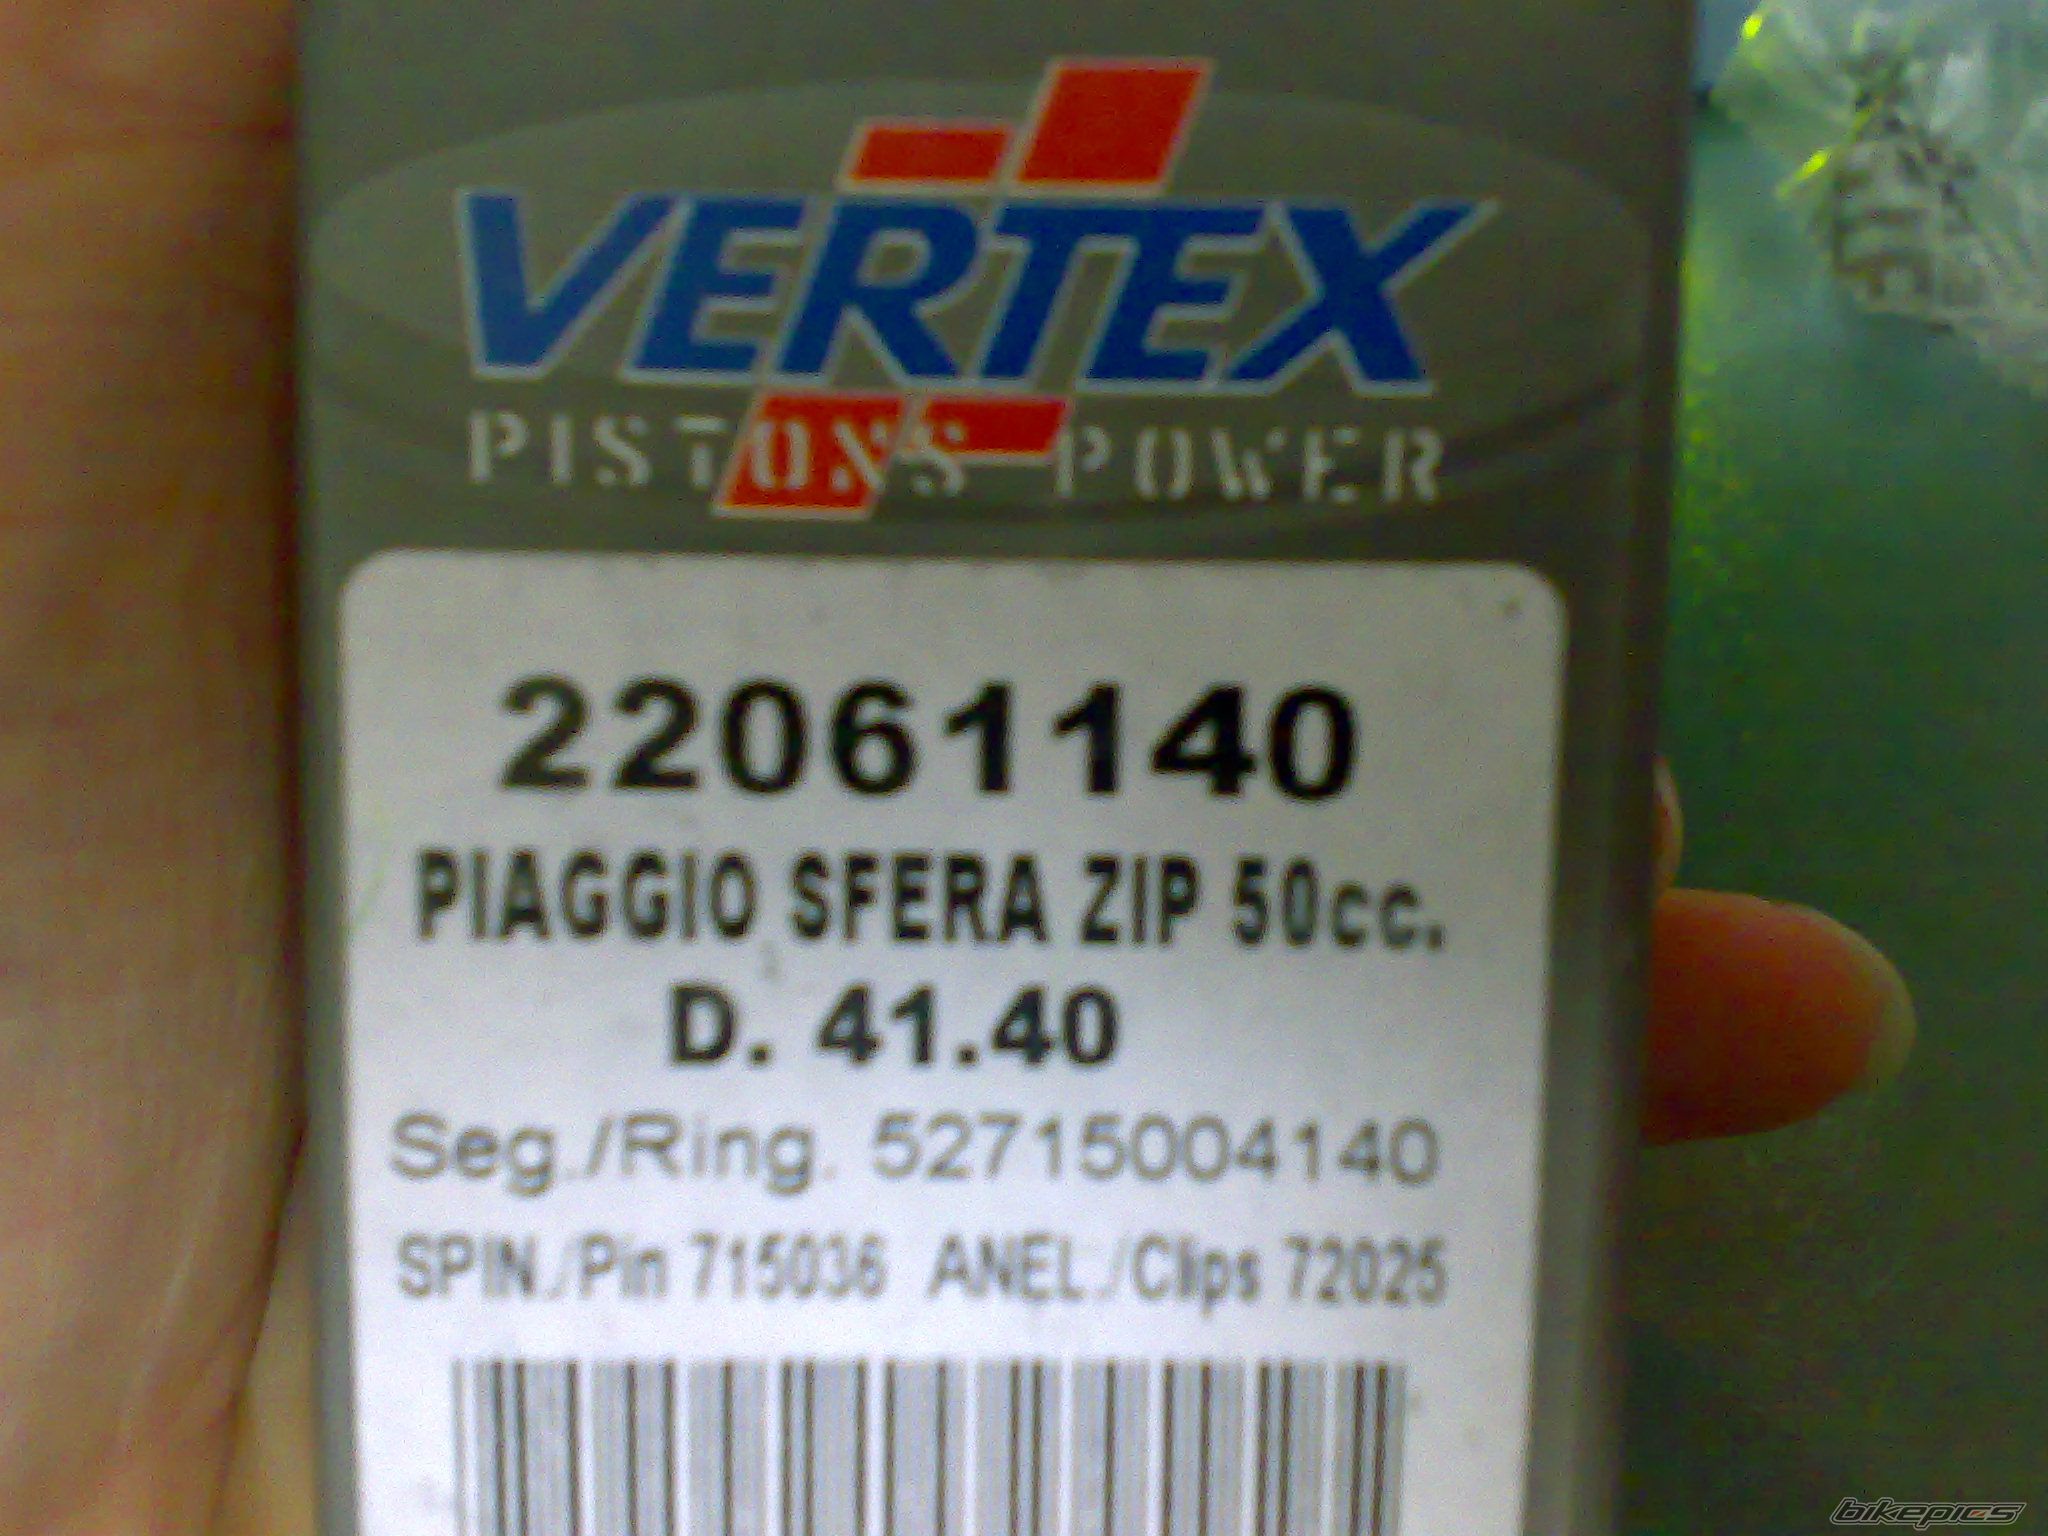 VERTEX
PISTONS POWER
22061140
PIAGGIO SFERA ZIP 50cc.
D. 41.40
Seg./Ring. 52715004140
SPIN./Pin 715036 ANEL./Clips 72025
bikepics